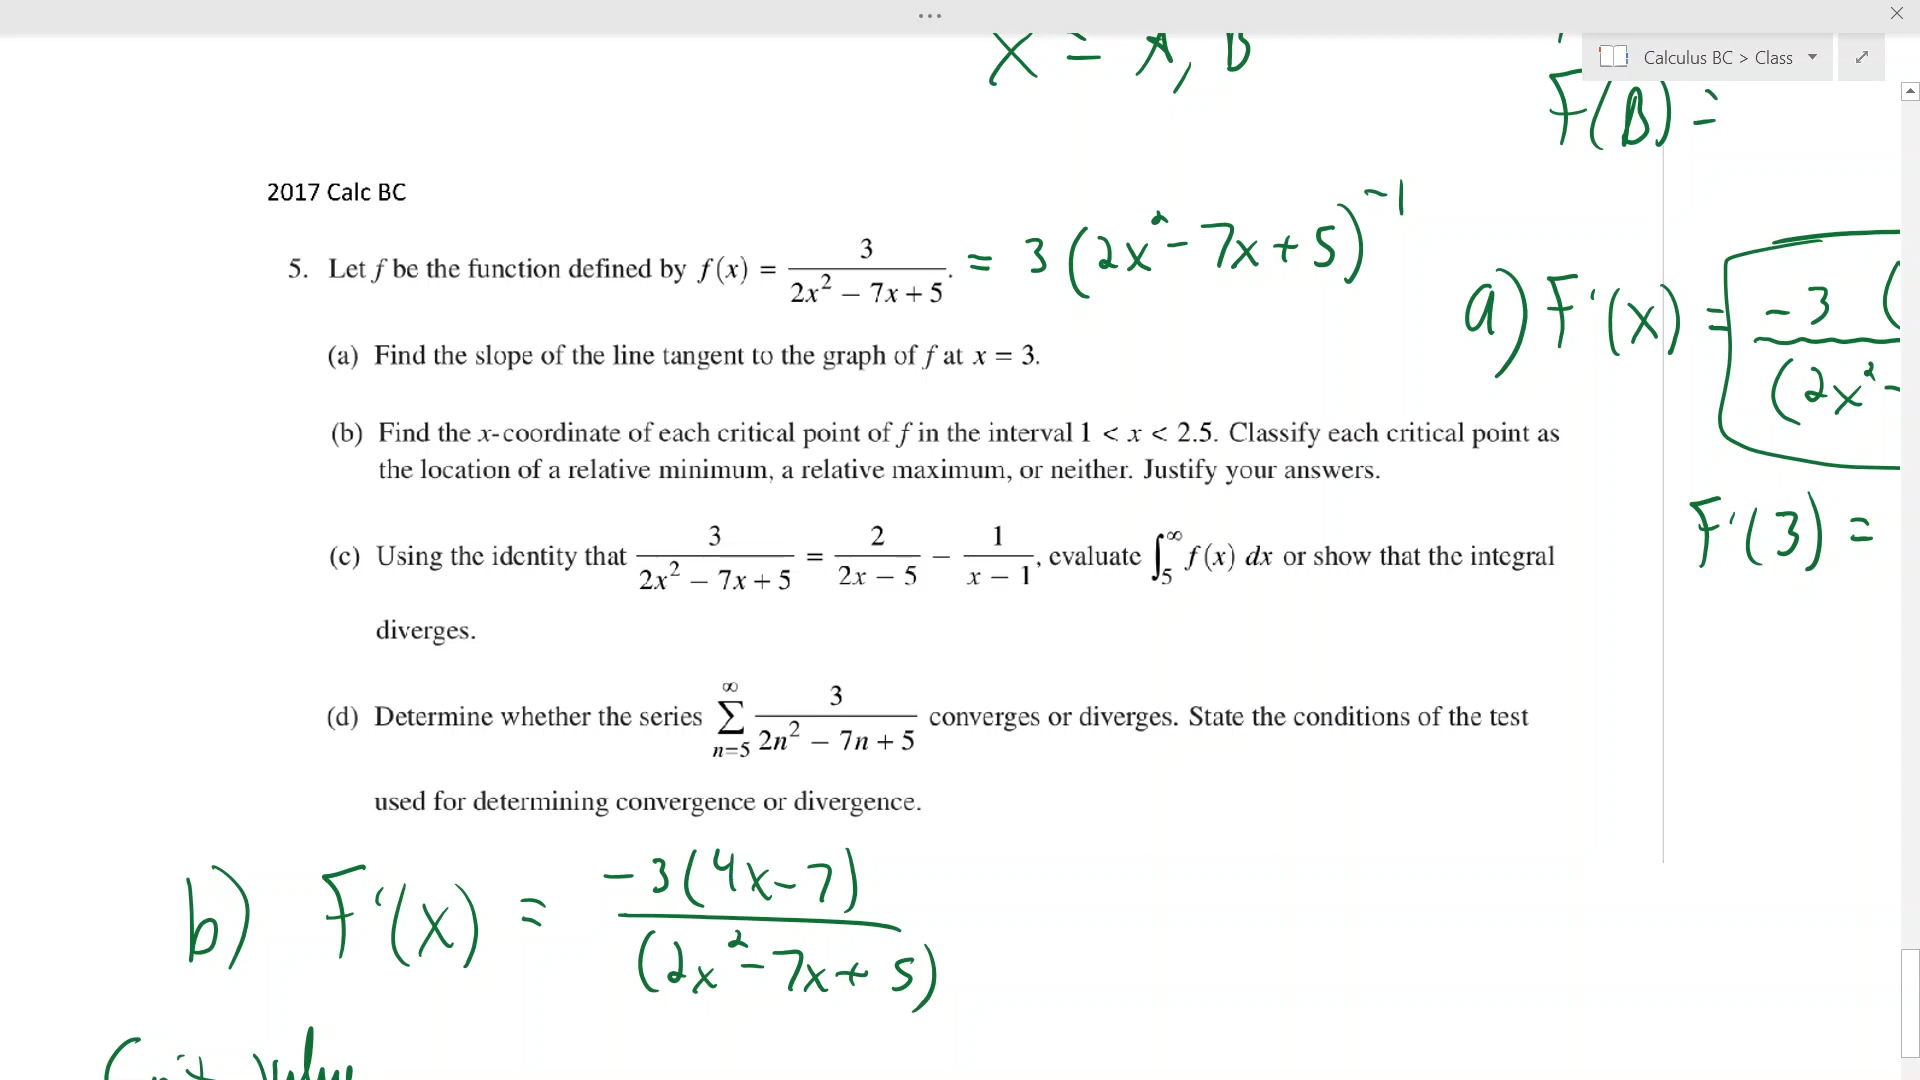 x = A, B
Calculus BC > Class
F(B) =
2017 Calc BC
5. Let f be the function defined by f(x) = 3/(2x² − 7x + 5). = 3(2x² - 7x + 5)⁻¹
a) F'(x) = -3 (
(2x² -
(a) Find the slope of the line tangent to the graph of f at x = 3.
(b) Find the x-coordinate of each critical point of f in the interval 1 < x < 2.5. Classify each critical point as
the location of a relative minimum, a relative maximum, or neither. Justify your answers.
F'(3) =
(c) Using the identity that 3/(2x² − 7x + 5) = 2/(2x − 5) − 1/(x − 1), evaluate ∫₅^∞ f(x) dx or show that the integral
diverges.
(d) Determine whether the series ∑_{n=5}^∞ 3/(2n² − 7n + 5) converges or diverges. State the conditions of the test
used for determining convergence or divergence.
b) F'(x) = -3(4x-7)
(2x² - 7x + 5)